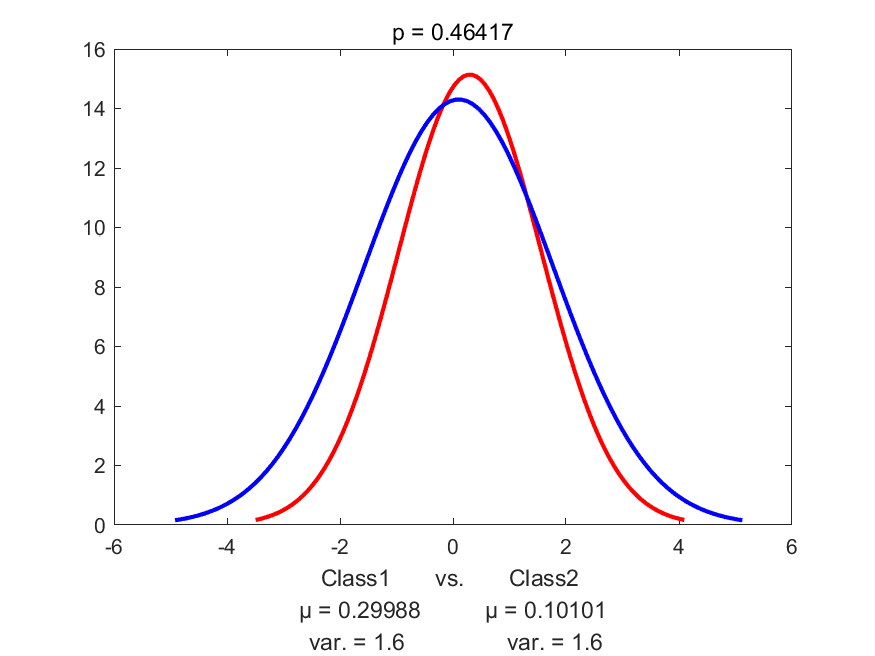 p = 0.46417
16
14
12
10
8
6
4
2
0
-6 -4 -2 0 2 4 6
Class1 vs. Class2
μ = 0.29988 μ = 0.10101
var. = 1.6 var. = 1.6